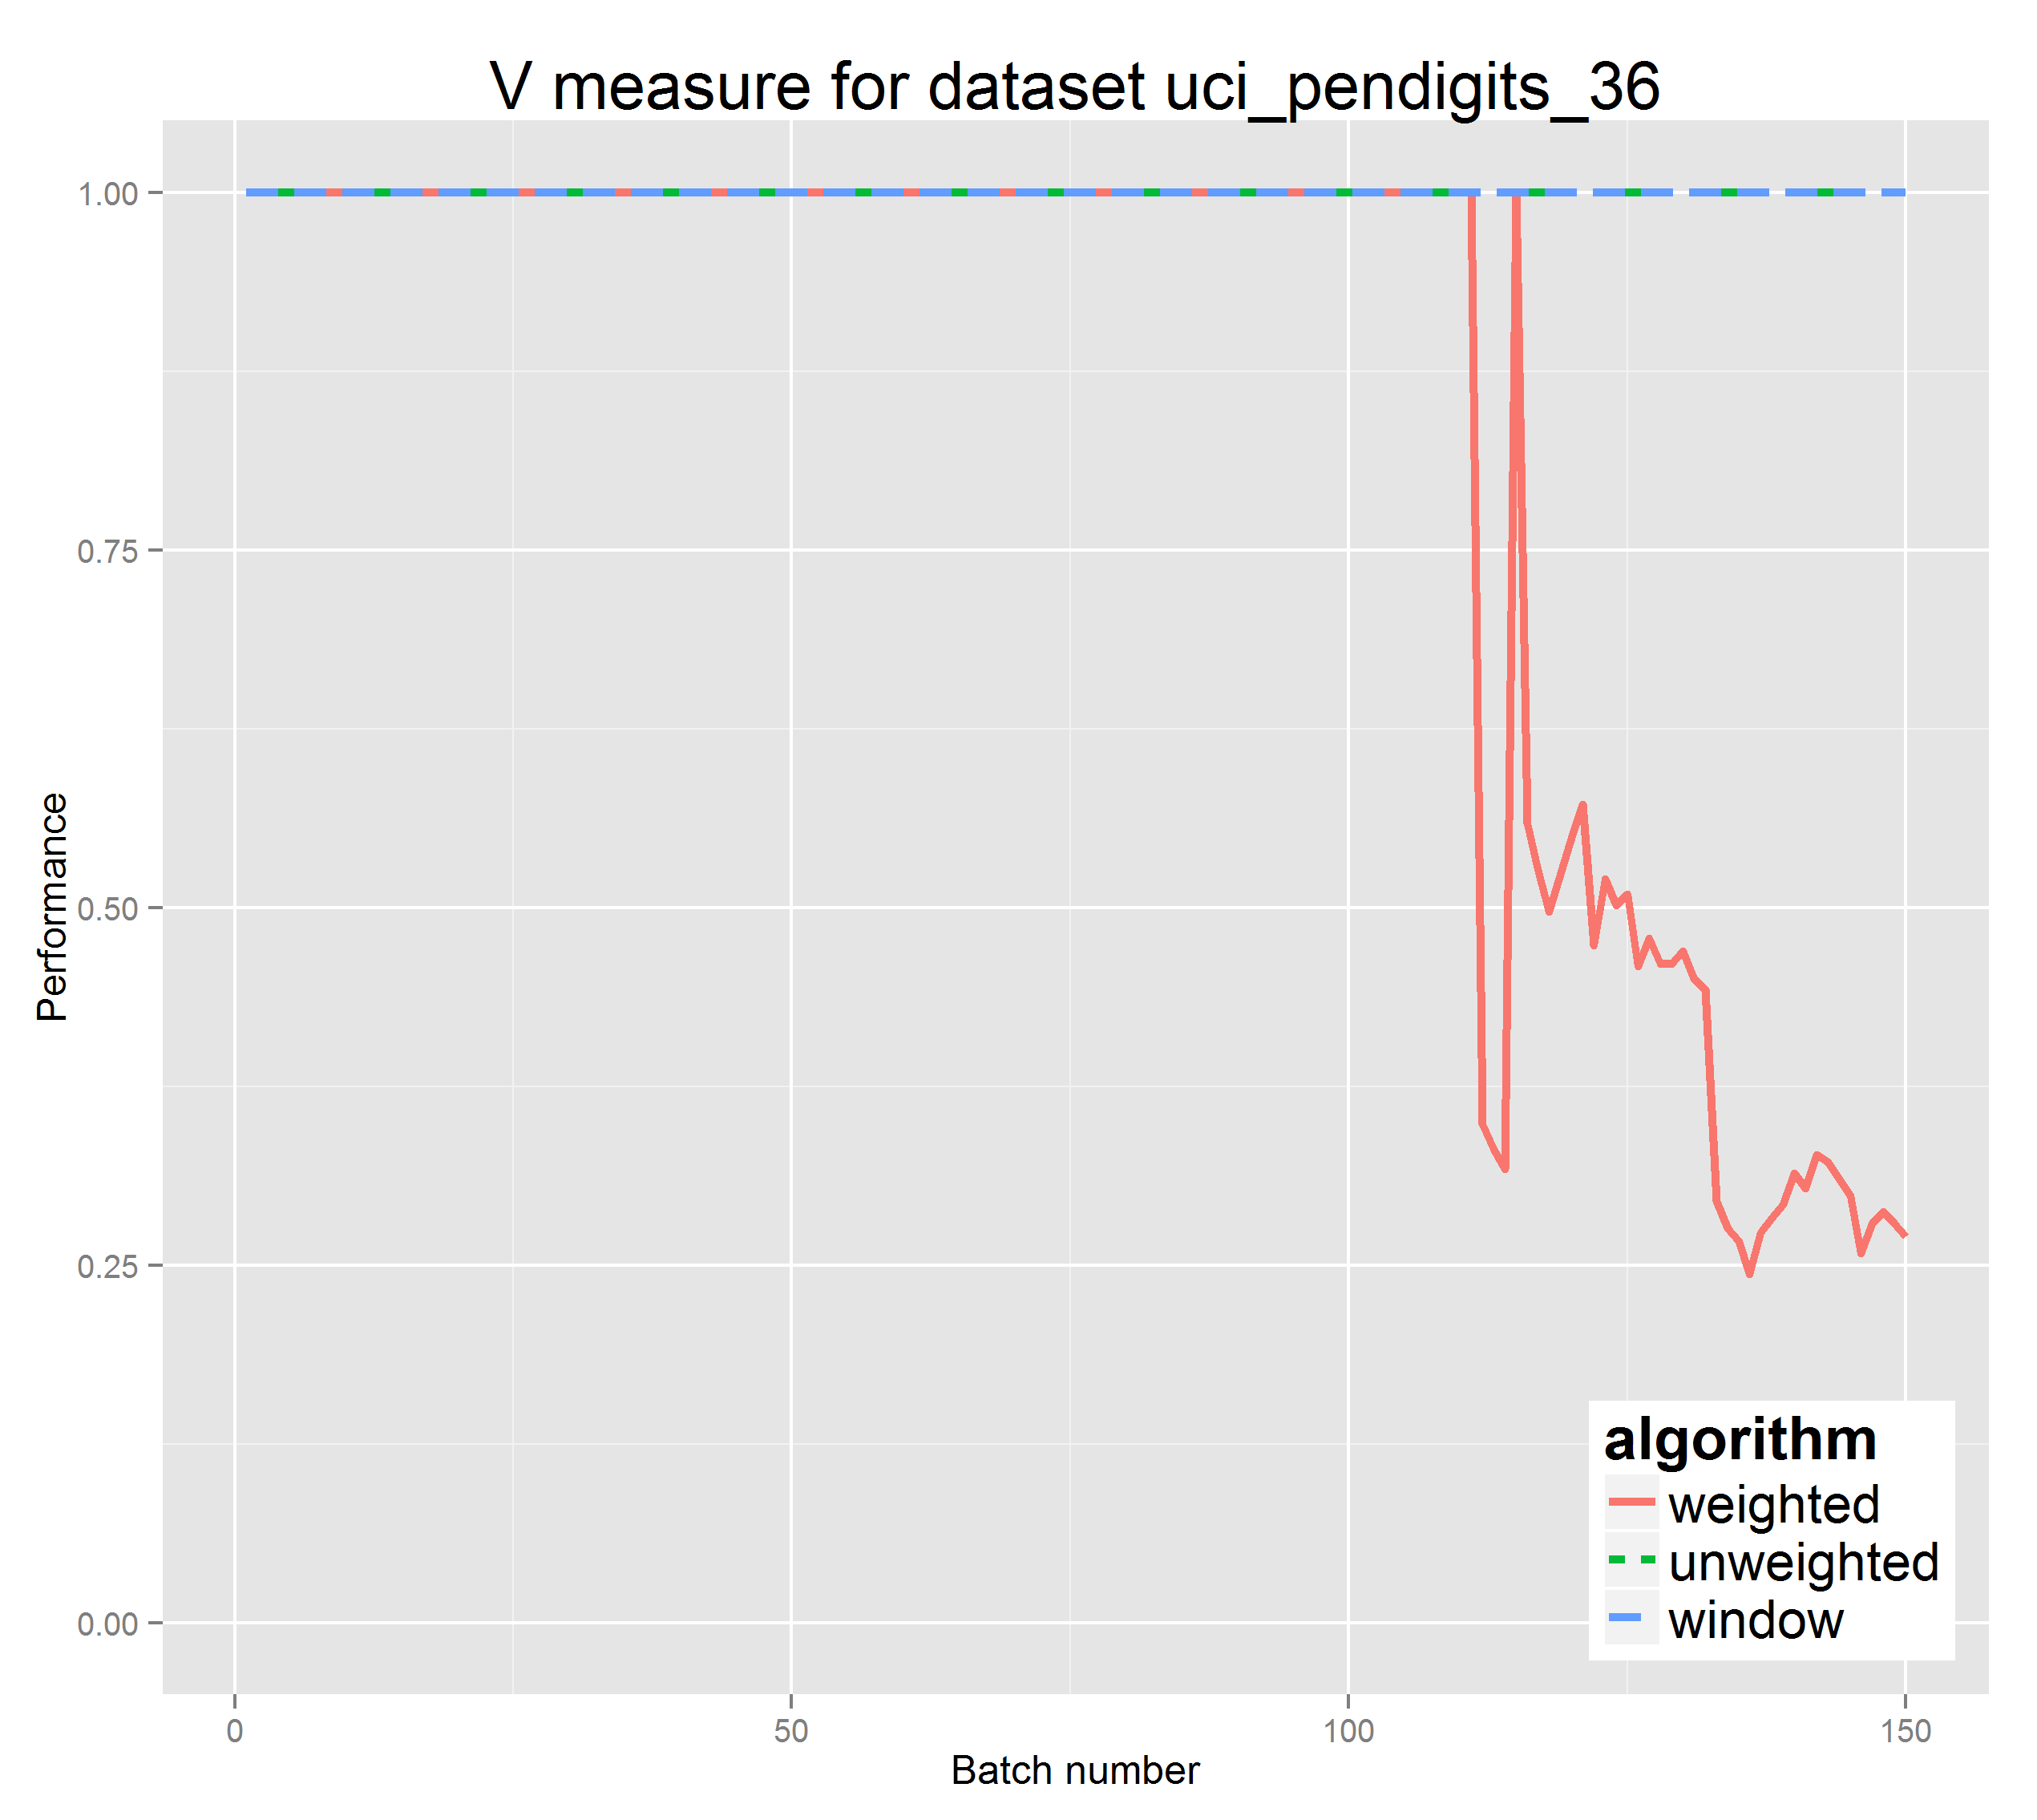 V measure for dataset uci_pendigits_36
1.00
0.75
0.50
0.25
0.00
Performance
0
50
100
150
Batch number
algorithm
weighted
unweighted
window